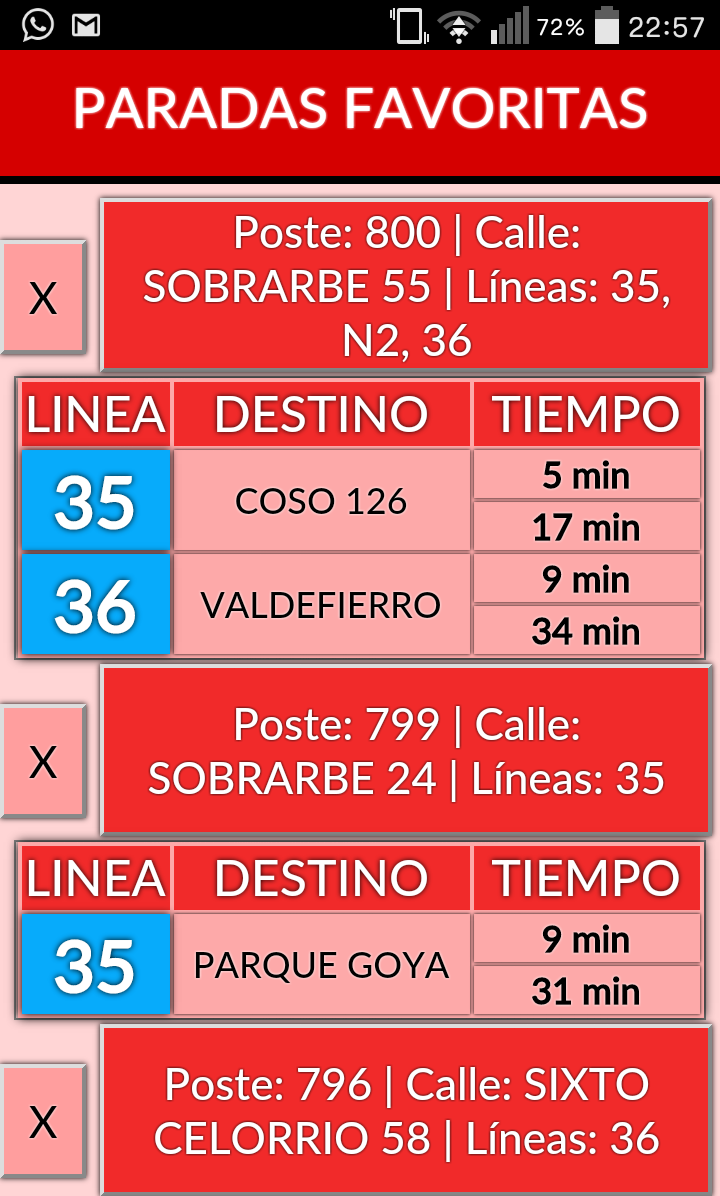 72% 22:57
PARADAS FAVORITAS
X
Poste: 800 | Calle:
SOBRARBE 55 | Líneas: 35,
N2, 36
LINEA DESTINO TIEMPO
35 COSO 126 5 min
17 min
36 VALDEFIERRO 9 min
34 min
X
Poste: 799 | Calle:
SOBRARBE 24 | Líneas: 35
LINEA DESTINO TIEMPO
35 PARQUE GOYA 9 min
31 min
X
Poste: 796 | Calle: SIXTO
CELORRIO 58 | Líneas: 36